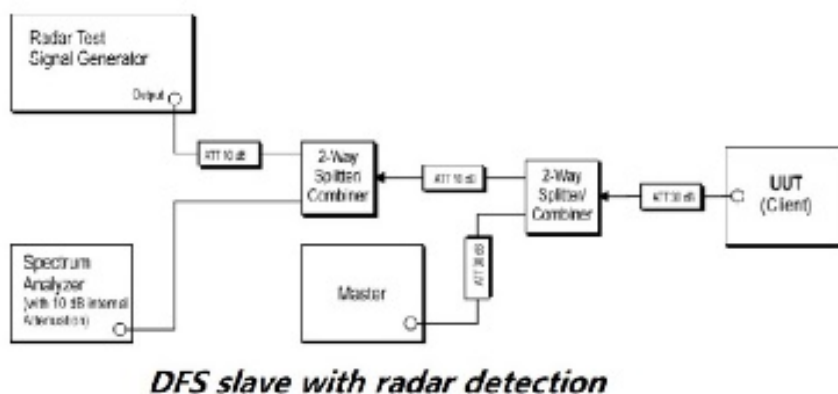 Radar Test
Signal Generator
Output
ATT 10 dB
2-Way
Splitter/
Combiner
ATT 10 dB
2-Way
Splitter/
Combiner
ATT 30 dB
UUT
(Client)
Spectrum
Analyzer
(with 10 dB internal
Attenuation)
Master
ATT 30 dB
DFS slave with radar detection